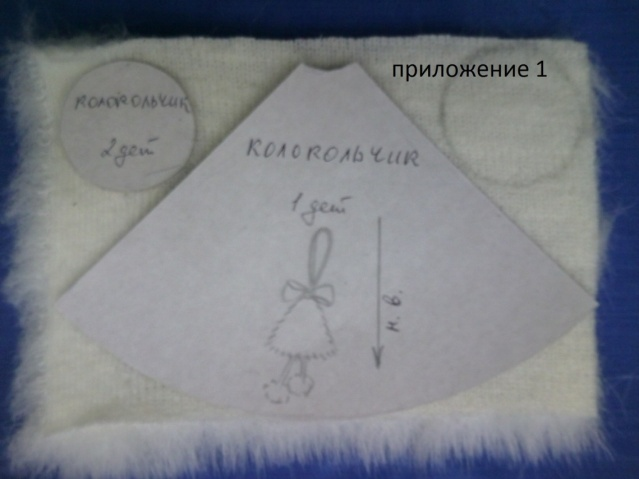 приложение 1
колокольчик
2 дет
колокольчик
1 дет
н. в.